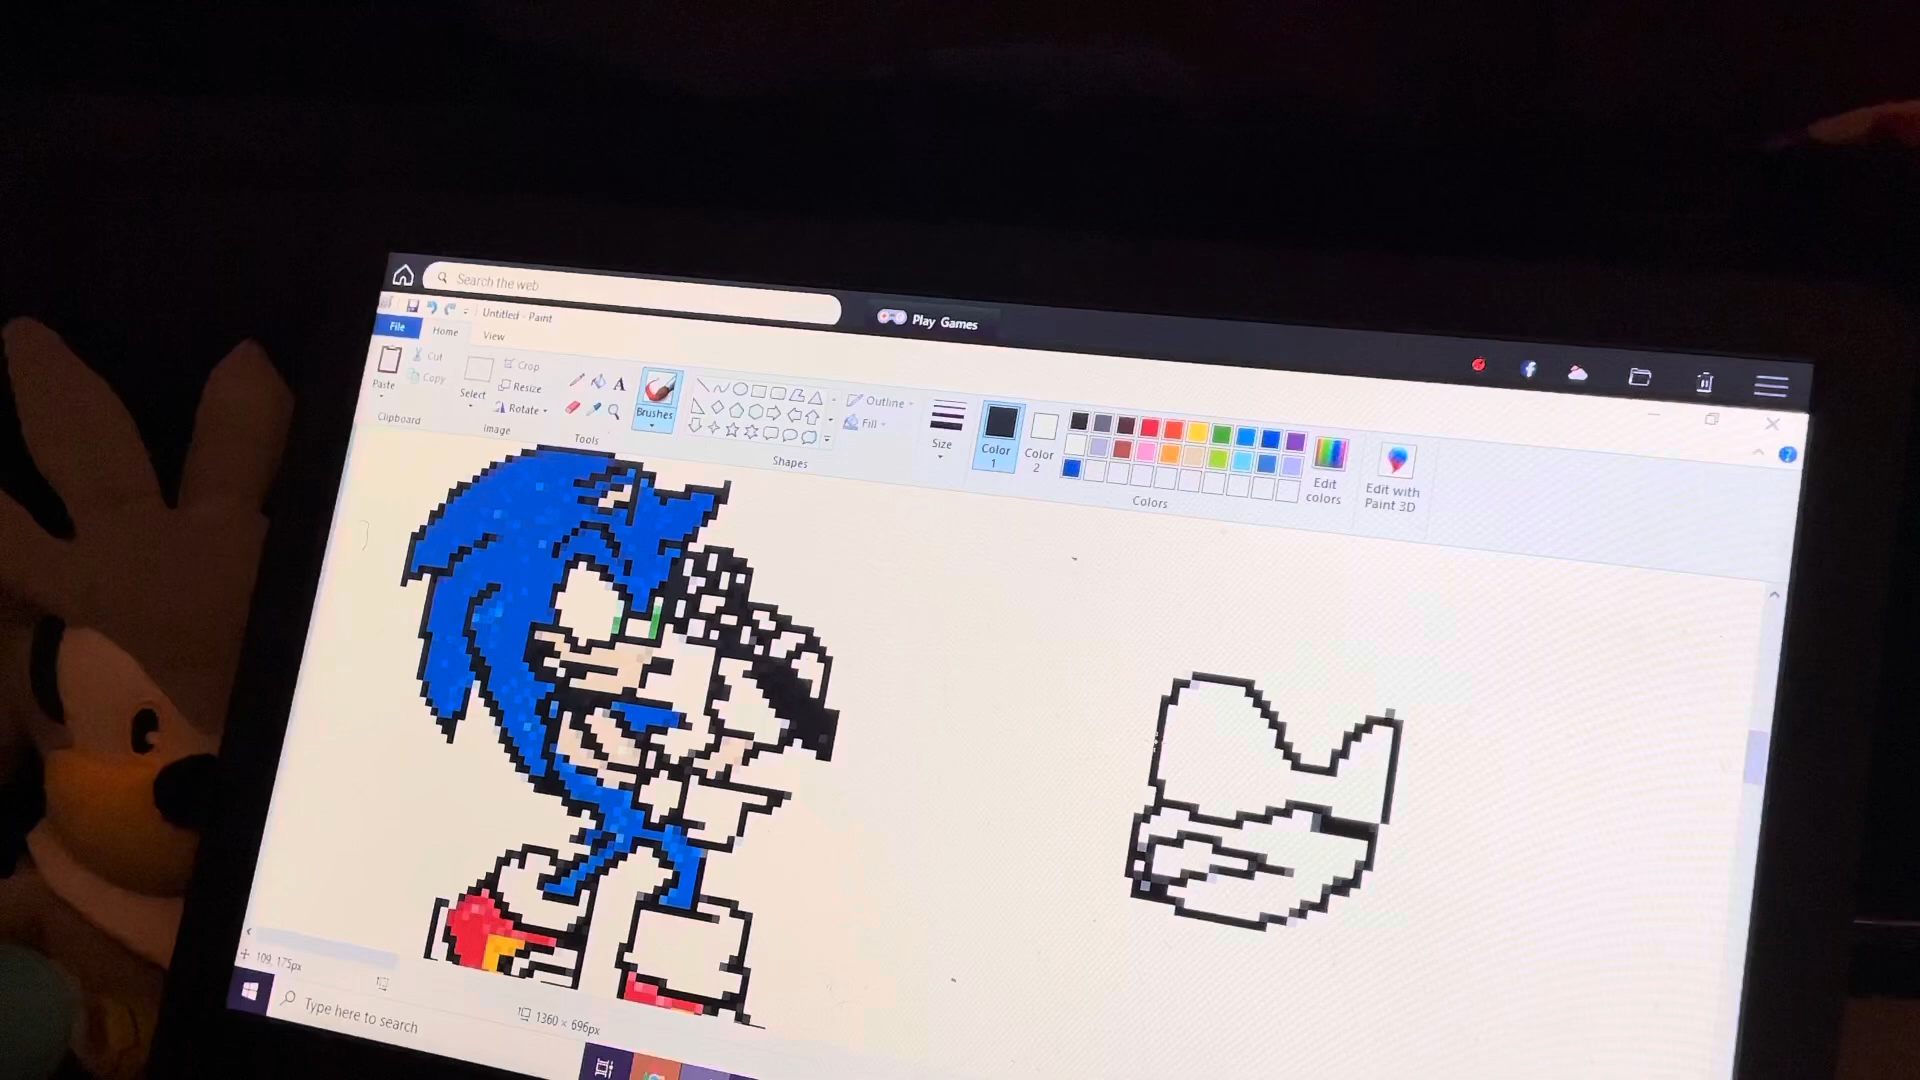 Search the web
Play Games
Untitled - Paint
File
Home
View
Paste
Cut
Copy
Clipboard
Select
Crop
Resize
Rotate
Image
A
Tools
Brushes
Shapes
Outline
Fill
Size
Color 1
Color 2
Colors
Edit colors
Edit with Paint 3D
109, 175px
1360 × 696px
Type here to search